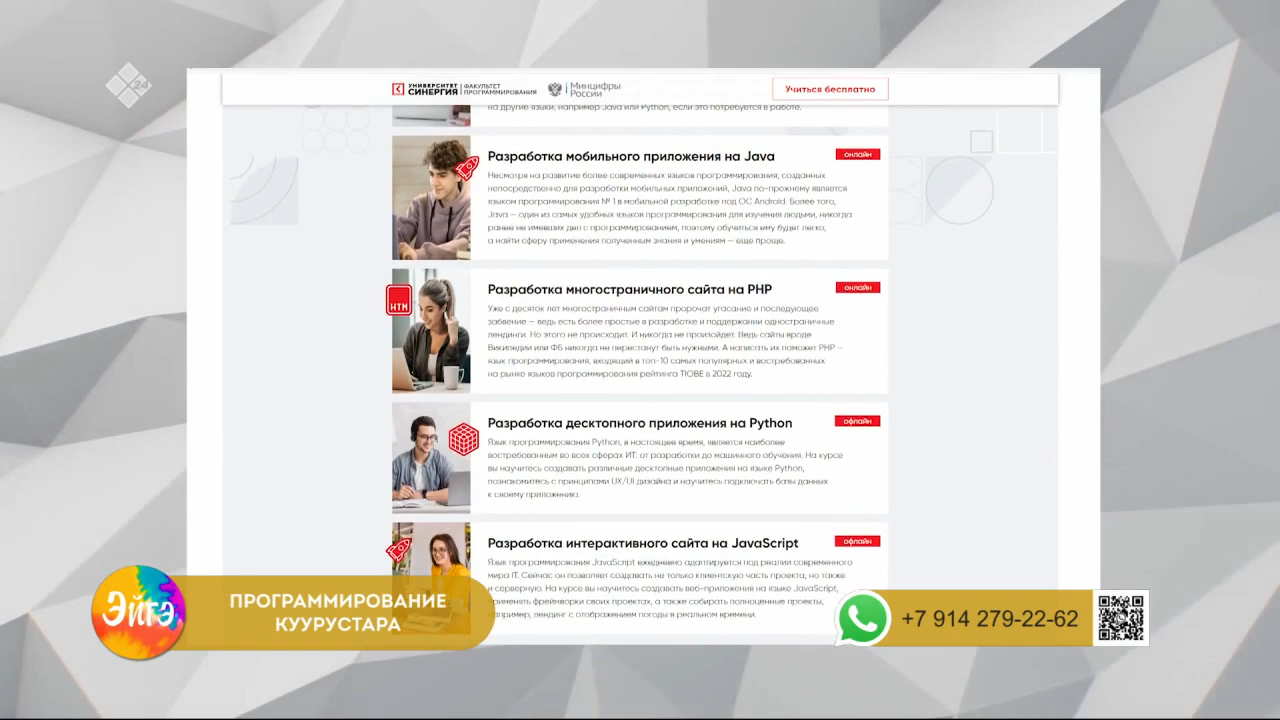 24
УНИВЕРСИТЕТ
СИНЕРГИЯ
ФАКУЛЬТЕТ
ПРОГРАММИРОВАНИЯ
Минцифры
России
Учиться бесплатно
на другие языки, например Java или Python, если это потребуется в работе.
Разработка мобильного приложения на Java
онлайн
Несмотря на развитие более современных языков программирования, созданных
непосредственно для разработки мобильных приложений, Java по-прежнему является
языком программирования № 1 в мобильной разработке под ОС Android. Более того,
Java — один из самых удобных языков программирования для изучения людьми, никогда
ранее не имевших дел с программированием, поэтому обучиться ему будет легко,
а найти сферу применения полученным знания и умениям — еще проще.
HTM
Разработка многостраничного сайта на PHP
онлайн
Уже с десяток лет многостраничным сайтам пророчат угасание и последующее
забвение — ведь есть более простые в разработке и поддержании одностраничные
лендинги. Но этого не происходит. И никогда не произойдет. Ведь сайты вроде
Википедии или ФБ никогда не перестанут быть нужными. А написать их поможет PHP —
язык программирования, входящий в топ-10 самых популярных и востребованных
на рынке языков программирования рейтинга TIOBE в 2022 году.
Разработка десктопного приложения на Python
офлайн
Язык программирования Python, в настоящее время, является наиболее
востребованным во всех сферах ИТ: от разработки до машинного обучения. На курсе
вы научитесь создавать различные десктопные приложения на языке Python,
познакомитесь с принципами UX/UI дизайна и научитесь подключать базы данных
к своему приложению.
Разработка интерактивного сайта на JavaScript
офлайн
Язык программирования JavaScript ежедневно адаптируется под реалии современного
мира IT. Сейчас он позволяет создавать не только клиентскую часть проекта, но также
и серверную. На курсе вы научитесь создавать веб-приложения на языке JavaScript,
применять фреймворки своих проектах, а также собирать полноценные проекты,
например, лендинг с отображением погоды в реальном времени.
Эйгэ
ПРОГРАММИРОВАНИЕ
КУУРУСТАРА
+7 914 279-22-62